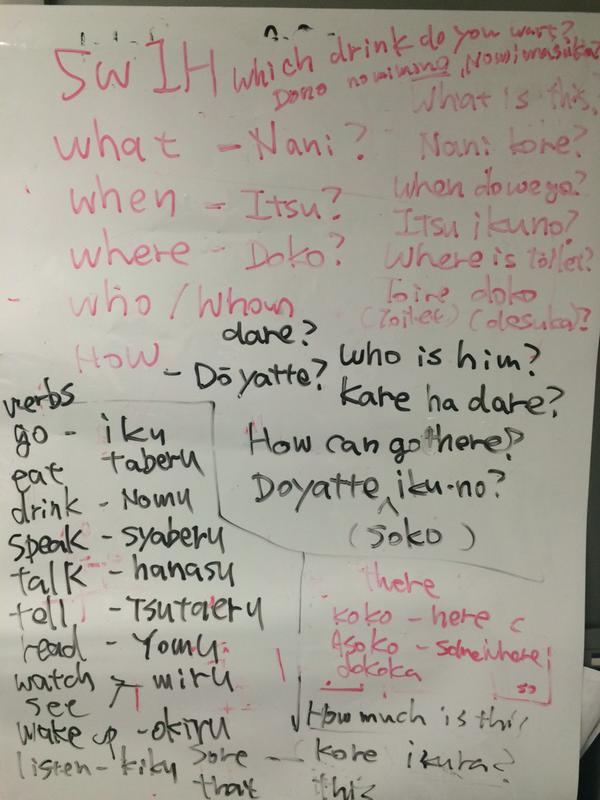 5W1H which drink do you want?
Dono nomimono, Nomimasuka?
What is this,
what - Nani? Nani kore?
when - Itsu? When do we go?
Itsu ikuno?
where - Doko? Where is toilet?
who / whom Toire doko
(Toilet) (desuka)?
dare?
HOW - Dōyatte? who is him?
kare ha dare?
How can go there?
Doyatte iku-no?
(soko)
verbs
go - iku
eat taberu
drink - Nomu
speak - syaberu
talk - hanasu
tell - Tsutaeru
read - Yomu
watch
see - miru
wake up - okiru
listen - kiku
there
koko - here
Asoko - somewhere
dokoka
How much is this
Sore - kore ikura?
that this